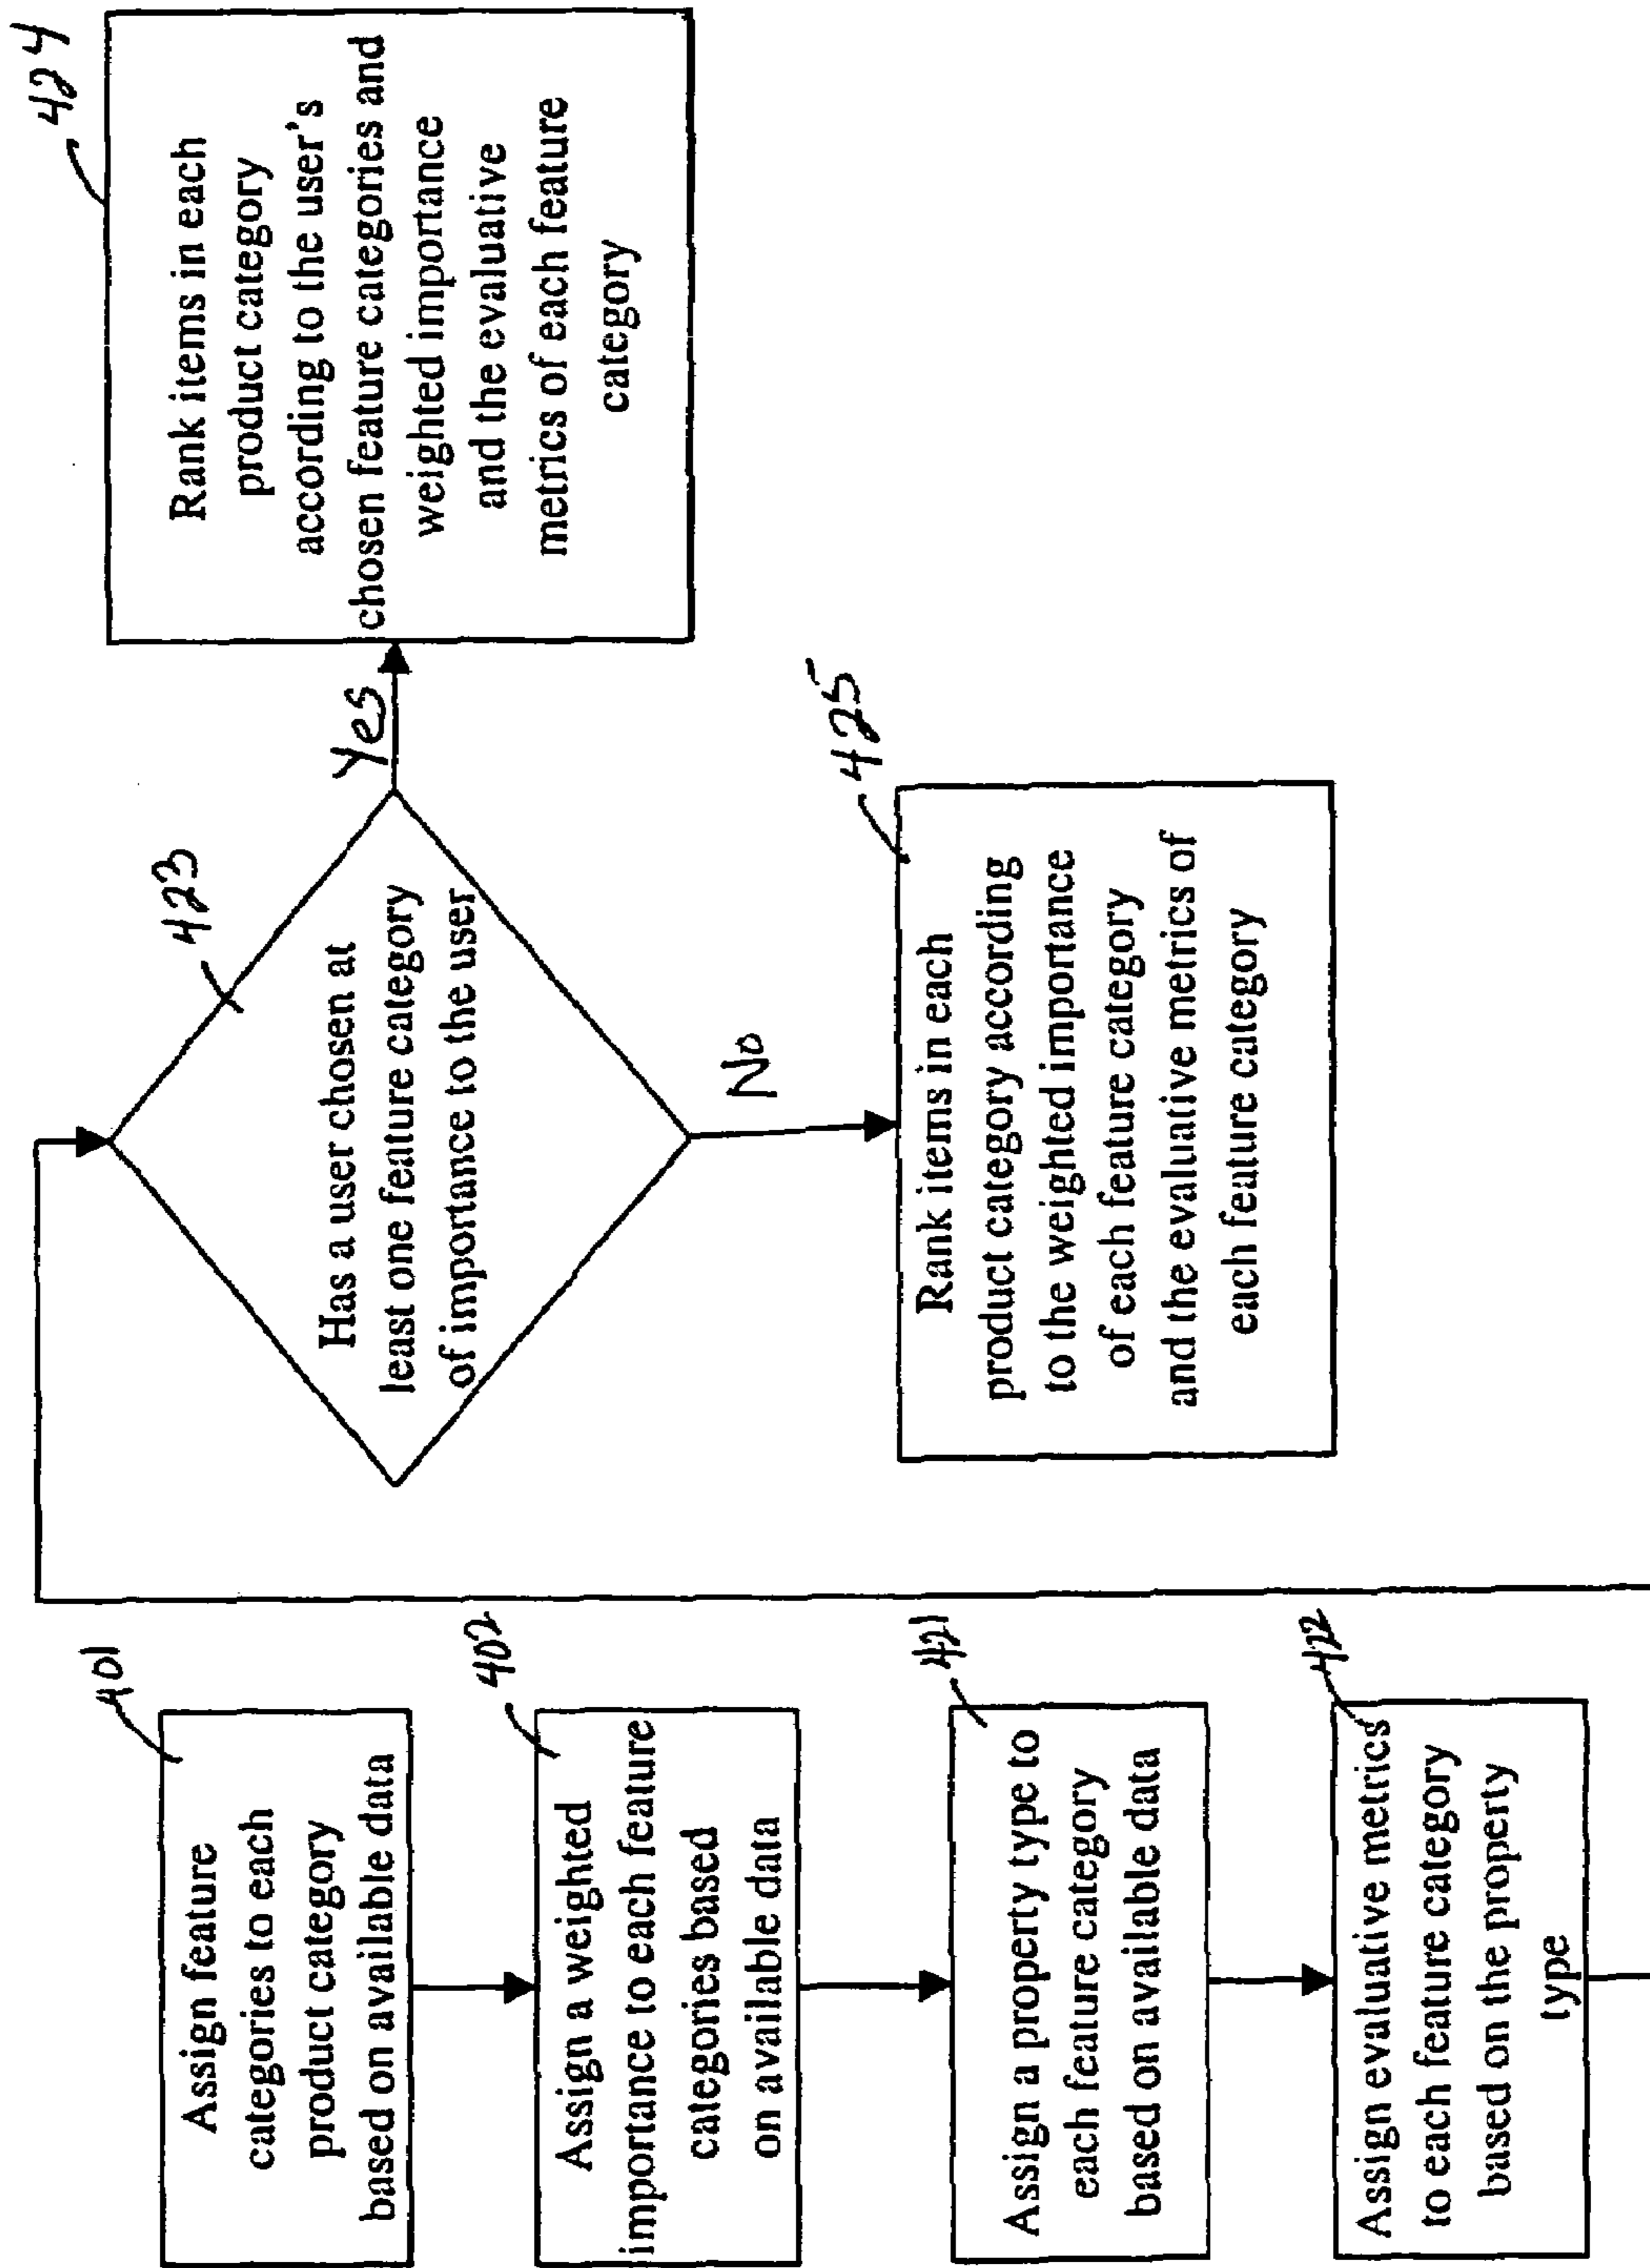 401
Assign feature
categories to each
product category
based on available data
402
Assign a weighted
importance to each feature
categories based
on available data
421
Assign a property type to
each feature category
based on available data
422
Assign evaluative metrics
to each feature category
based on the property
type
423
Has a user chosen at
least one feature category
of importance to the user
Yes
No
424
Rank items in each
product category
according to the user's
chosen feature categories and
weighted importance
and the evaluative
metrics of each feature
category
425
Rank items in each
product category according
to the weighted importance
of each feature category
and the evaluative metrics of
each feature category